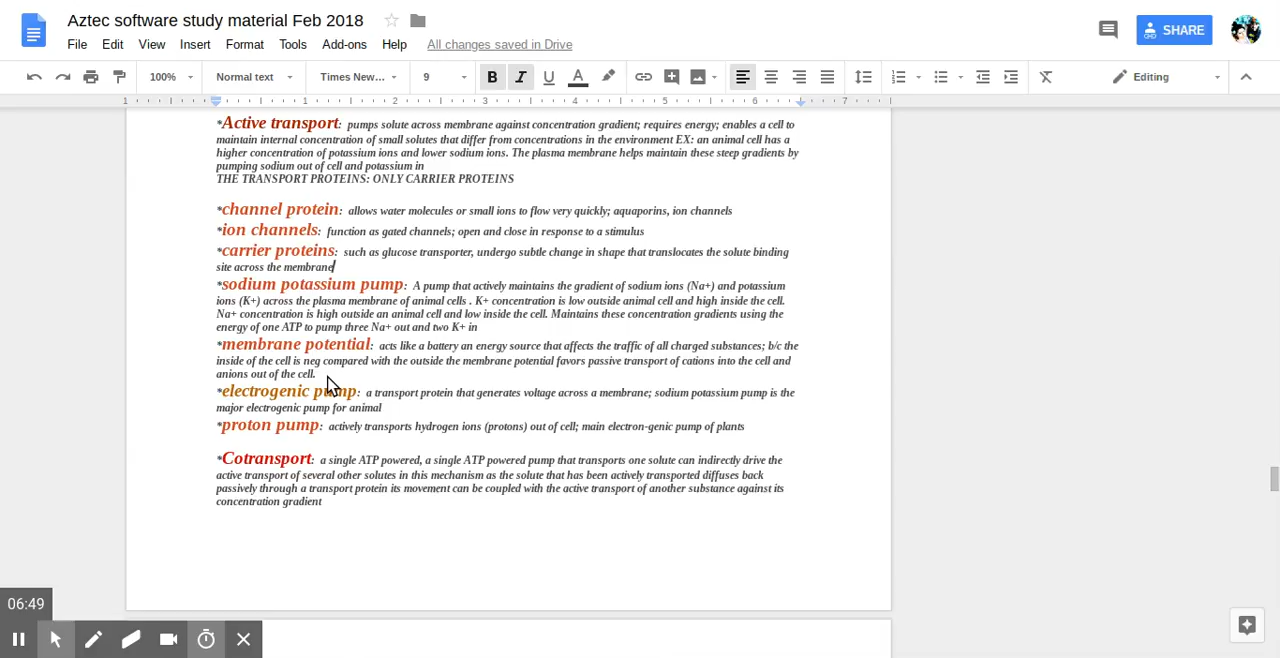 Aztec software study material Feb 2018
File Edit View Insert Format Tools Add-ons Help All changes saved in Drive
SHARE
100% Normal text Times New... 9 B I U A Editing
1 1 2 3 4 5 6 7
*Active transport: pumps solute across membrane against concentration gradient; requires energy; enables a cell to
maintain internal concentration of small solutes that differ from concentrations in the environment EX: an animal cell has a
higher concentration of potassium ions and lower sodium ions. The plasma membrane helps maintain these steep gradients by
pumping sodium out of cell and potassium in
THE TRANSPORT PROTEINS: ONLY CARRIER PROTEINS
*channel protein: allows water molecules or small ions to flow very quickly; aquaporins, ion channels
*ion channels: function as gated channels; open and close in response to a stimulus
*carrier proteins: such as glucose transporter, undergo subtle change in shape that translocates the solute binding
site across the membrane
*sodium potassium pump: A pump that actively maintains the gradient of sodium ions (Na+) and potassium
ions (K+) across the plasma membrane of animal cells . K+ concentration is low outside animal cell and high inside the cell.
Na+ concentration is high outside an animal cell and low inside the cell. Maintains these concentration gradients using the
energy of one ATP to pump three Na+ out and two K+ in
*membrane potential: acts like a battery an energy source that affects the traffic of all charged substances; b/c the
inside of the cell is neg compared with the outside the membrane potential favors passive transport of cations into the cell and
anions out of the cell.
*electrogenic pump: a transport protein that generates voltage across a membrane; sodium potassium pump is the
major electrogenic pump for animal
*proton pump: actively transports hydrogen ions (protons) out of cell; main electron-genic pump of plants
*Cotransport: a single ATP powered, a single ATP powered pump that transports one solute can indirectly drive the
active transport of several other solutes in this mechanism as the solute that has been actively transported diffuses back
passively through a transport protein its movement can be coupled with the active transport of another substance against its
concentration gradient
06:49